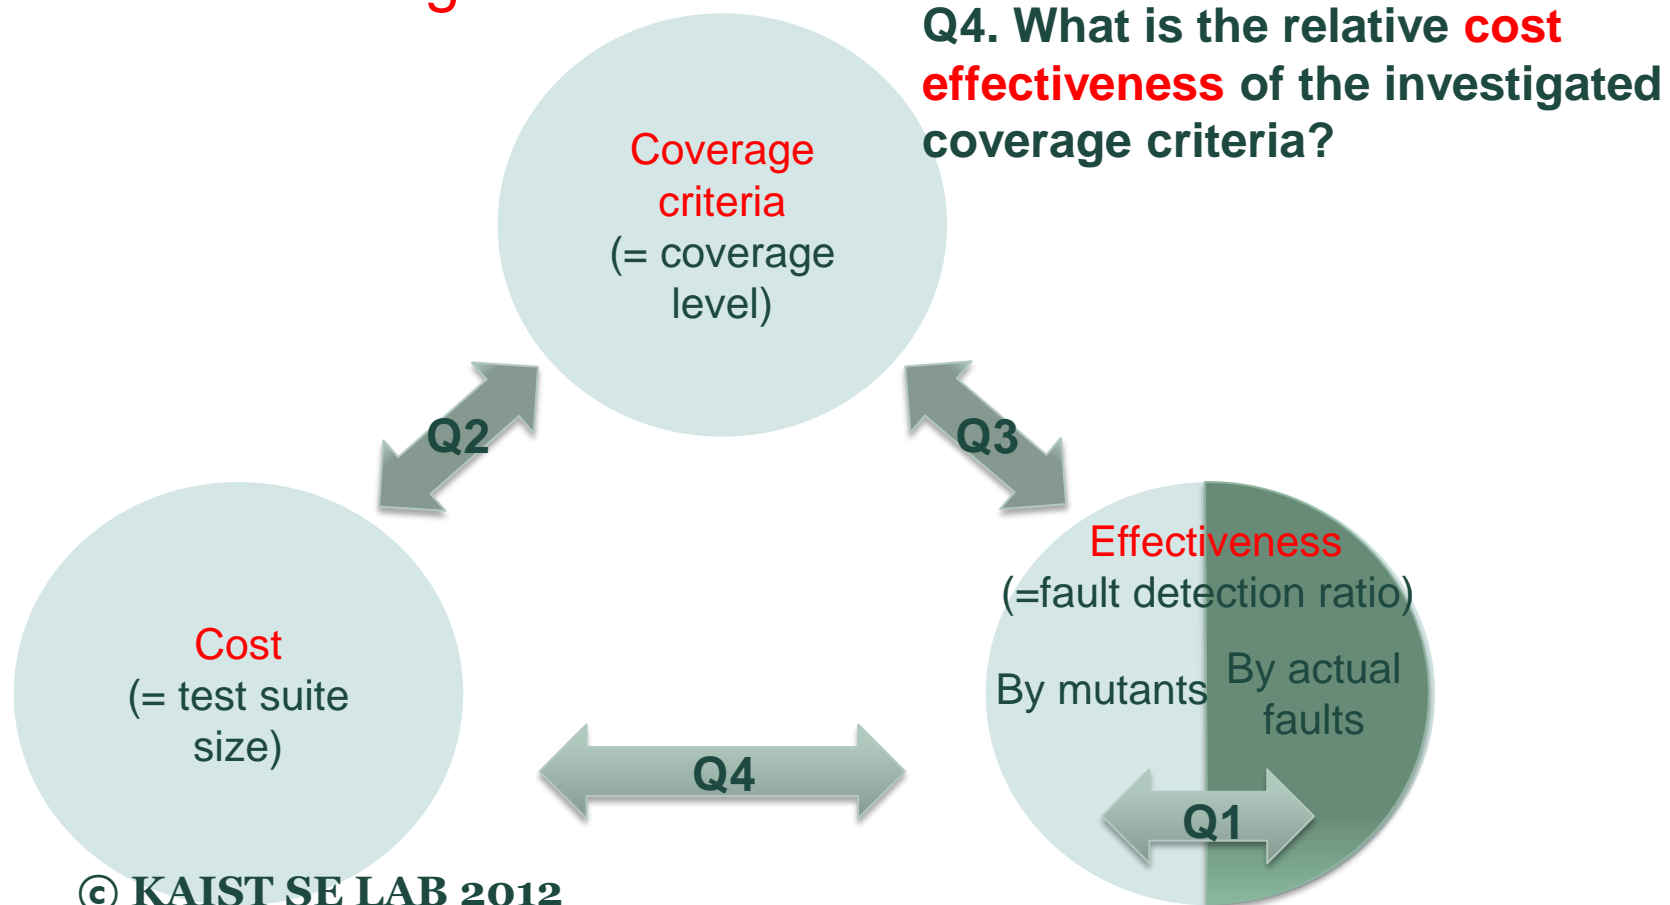 Q4. What is the relative cost
effectiveness of the investigated
coverage criteria?
Coverage
criteria
(= coverage
level)
Q2
Q3
Effectiveness
(=fault detection ratio)
By mutants
By actual
faults
Cost
(= test suite
size)
Q4
Q1
© KAIST SE LAB 2012